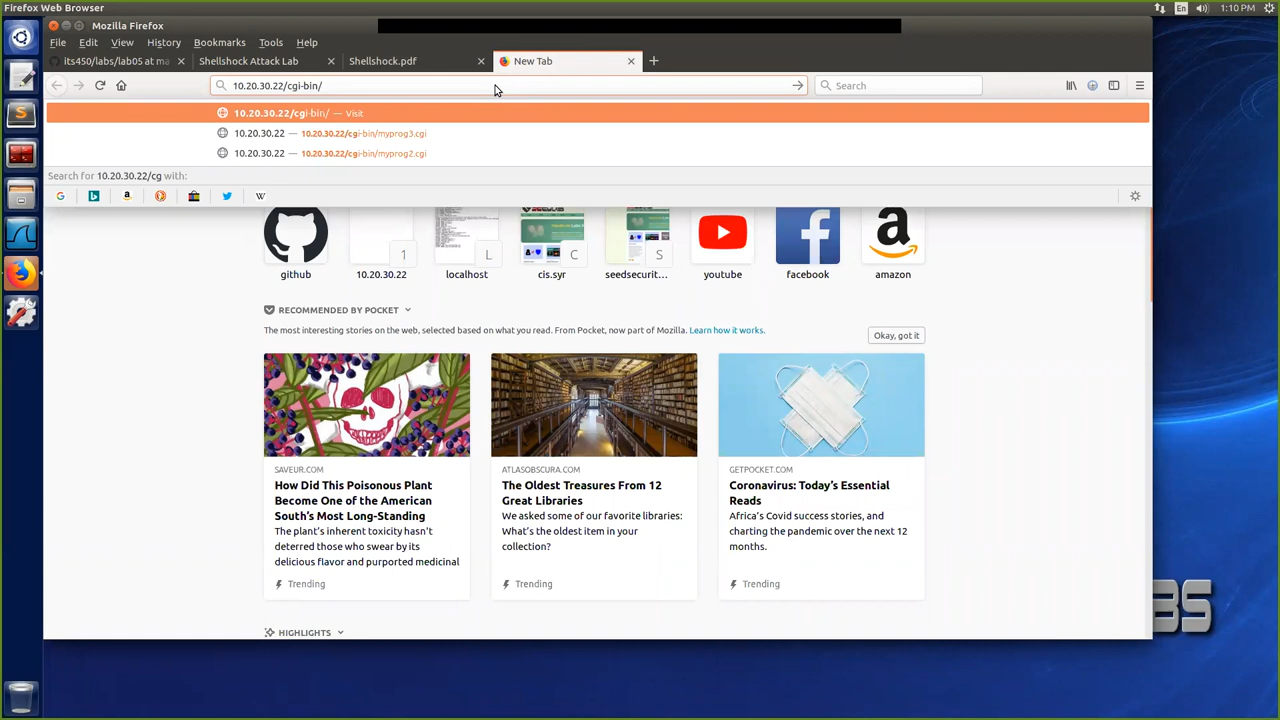 Firefox Web Browser
En
1:10 PM
Mozilla Firefox
File Edit View History Bookmarks Tools Help
its450/labs/lab05 at ma
Shellshock Attack Lab
Shellshock.pdf
New Tab
10.20.30.22/cgi-bin/
Search
10.20.30.22/cgi-bin/ — Visit
10.20.30.22 — 10.20.30.22/cgi-bin/myprog3.cgi
10.20.30.22 — 10.20.30.22/cgi-bin/myprog2.cgi
Search for 10.20.30.22/cg with:
1
L
C
S
github
10.20.30.22
localhost
cis.syr
seedsecurit...
youtube
facebook
amazon
RECOMMENDED BY POCKET
The most interesting stories on the web, selected based on what you read. From Pocket, now part of Mozilla. Learn how it works.
Okay, got it
SAVEUR.COM
How Did This Poisonous Plant
Become One of the American
South's Most Long-Standing
The plant's inherent toxicity hasn't
deterred those who swear by its
delicious flavor and purported medicinal
Trending
ATLASOBSCURA.COM
The Oldest Treasures From 12
Great Libraries
We asked some of our favorite libraries:
What's the oldest item in your
collection?
Trending
GETPOCKET.COM
Coronavirus: Today's Essential
Reads
Africa's Covid success stories, and
charting the pandemic over the next 12
months.
Trending
HIGHLIGHTS